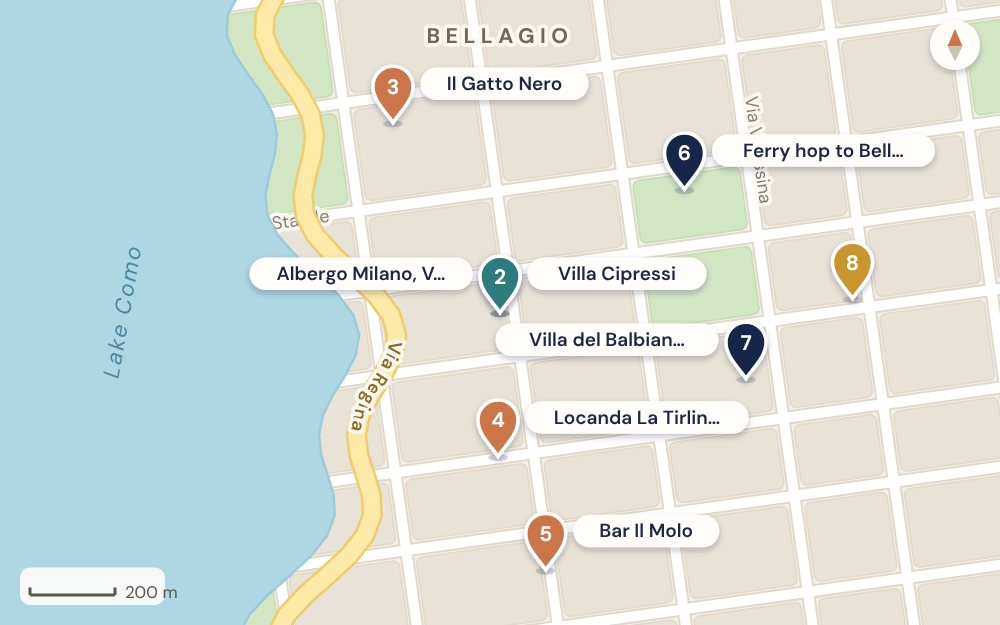 BELLAGIO
3
Il Gatto Nero
6
Ferry hop to Bell...
Albergo Milano, V...
2
Villa Cipressi
8
Villa del Balbian...
7
Lake Como
Via Regina
4
Locanda La Tirlin...
5
Bar Il Molo
200 m